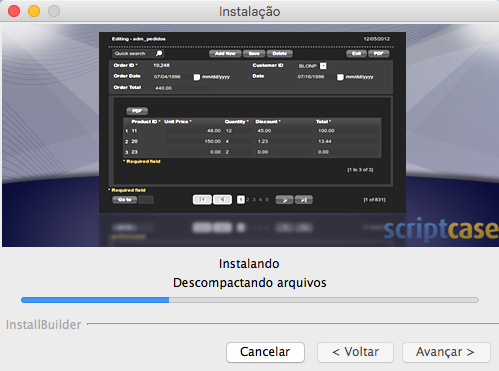 Instalação
Editing - adm_pedidos 12/05/2012
Quick search Add New Save Delete Exit PDF
Order ID * 10,248 Customer ID BLONP
Order Date 07/04/1996 mm/dd/yyyy Date 07/16/1996 mm/dd/yyyy
Order Total 440.00
PDF
Product ID * Unit Price * Quantity * Discount * Total *
1 11 48.00 12 45.00 100.00
2 20 150.00 4 1.23 13.44
3 23 0.00 2 0.00 0.00
* Required field
[1 to 3 of 3]
* Required field
Go to 1 2 3 4 5 [1 of 831]
scriptcase
Instalando
Descompactando arquivos
InstallBuilder
Cancelar < Voltar Avançar >